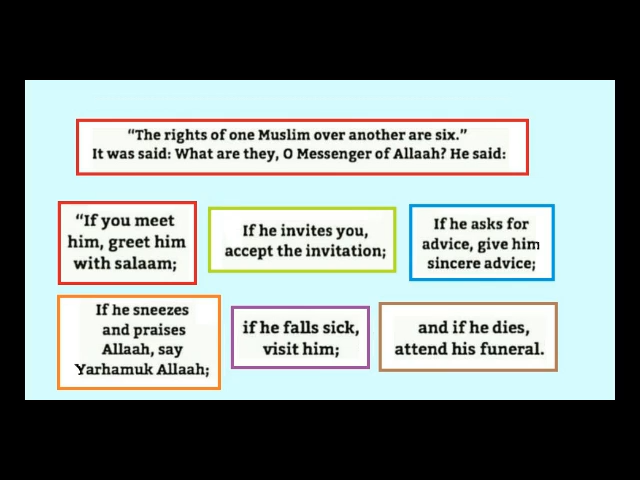 “The rights of one Muslim over another are six.”
It was said: What are they, O Messenger of Allaah? He said:
“If you meet
him, greet him
with salaam;
If he invites you,
accept the invitation;
If he asks for
advice, give him
sincere advice;
If he sneezes
and praises
Allaah, say
Yarhamuk Allaah;
if he falls sick,
visit him;
and if he dies,
attend his funeral.